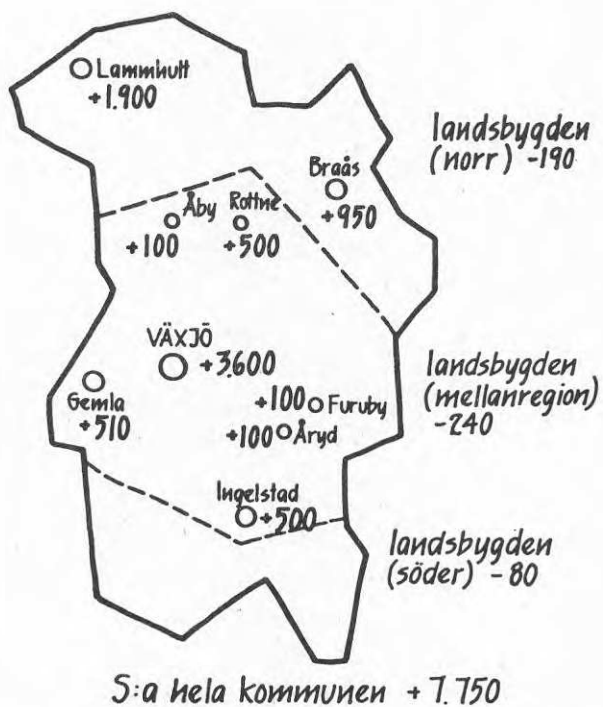 Lammhult
+1.900
landsbygden
(norr) -190
Braås
+950
Åby
+100
Rottne
+500
VÄXJÖ
+3.600
landsbygden
(mellanregion)
-240
Gemla
+510
+100 Furuby
+100 Åryd
Ingelstad
+500
landsbygden
(söder) -80
S:a hela kommunen +7.750